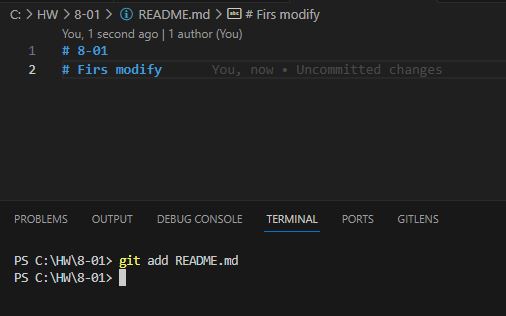 C: > HW > 8-01 > README.md > # Firs modify
You, 1 second ago | 1 author (You)
1 # 8-01
2 # Firs modify You, now • Uncommitted changes
PROBLEMS OUTPUT DEBUG CONSOLE TERMINAL PORTS GITLENS
PS C:\HW\8-01> git add README.md
PS C:\HW\8-01>